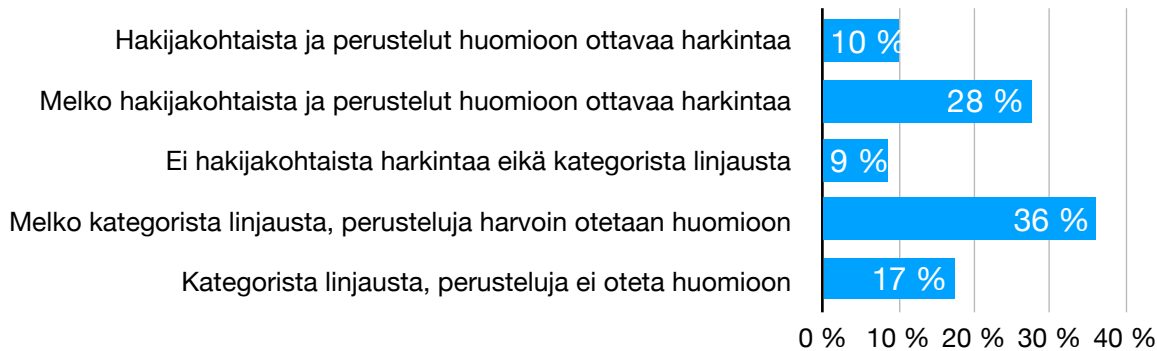 Hakijakohtaista ja perustelut huomioon ottavaa harkintaa 10 %
Melko hakijakohtaista ja perustelut huomioon ottavaa harkintaa 28 %
Ei hakijakohtaista harkintaa eikä kategorista linjausta 9 %
Melko kategorista linjausta, perusteluja harvoin otetaan huomioon 36 %
Kategorista linjausta, perusteluja ei oteta huomioon 17 %
0 % 10 % 20 % 30 % 40 %